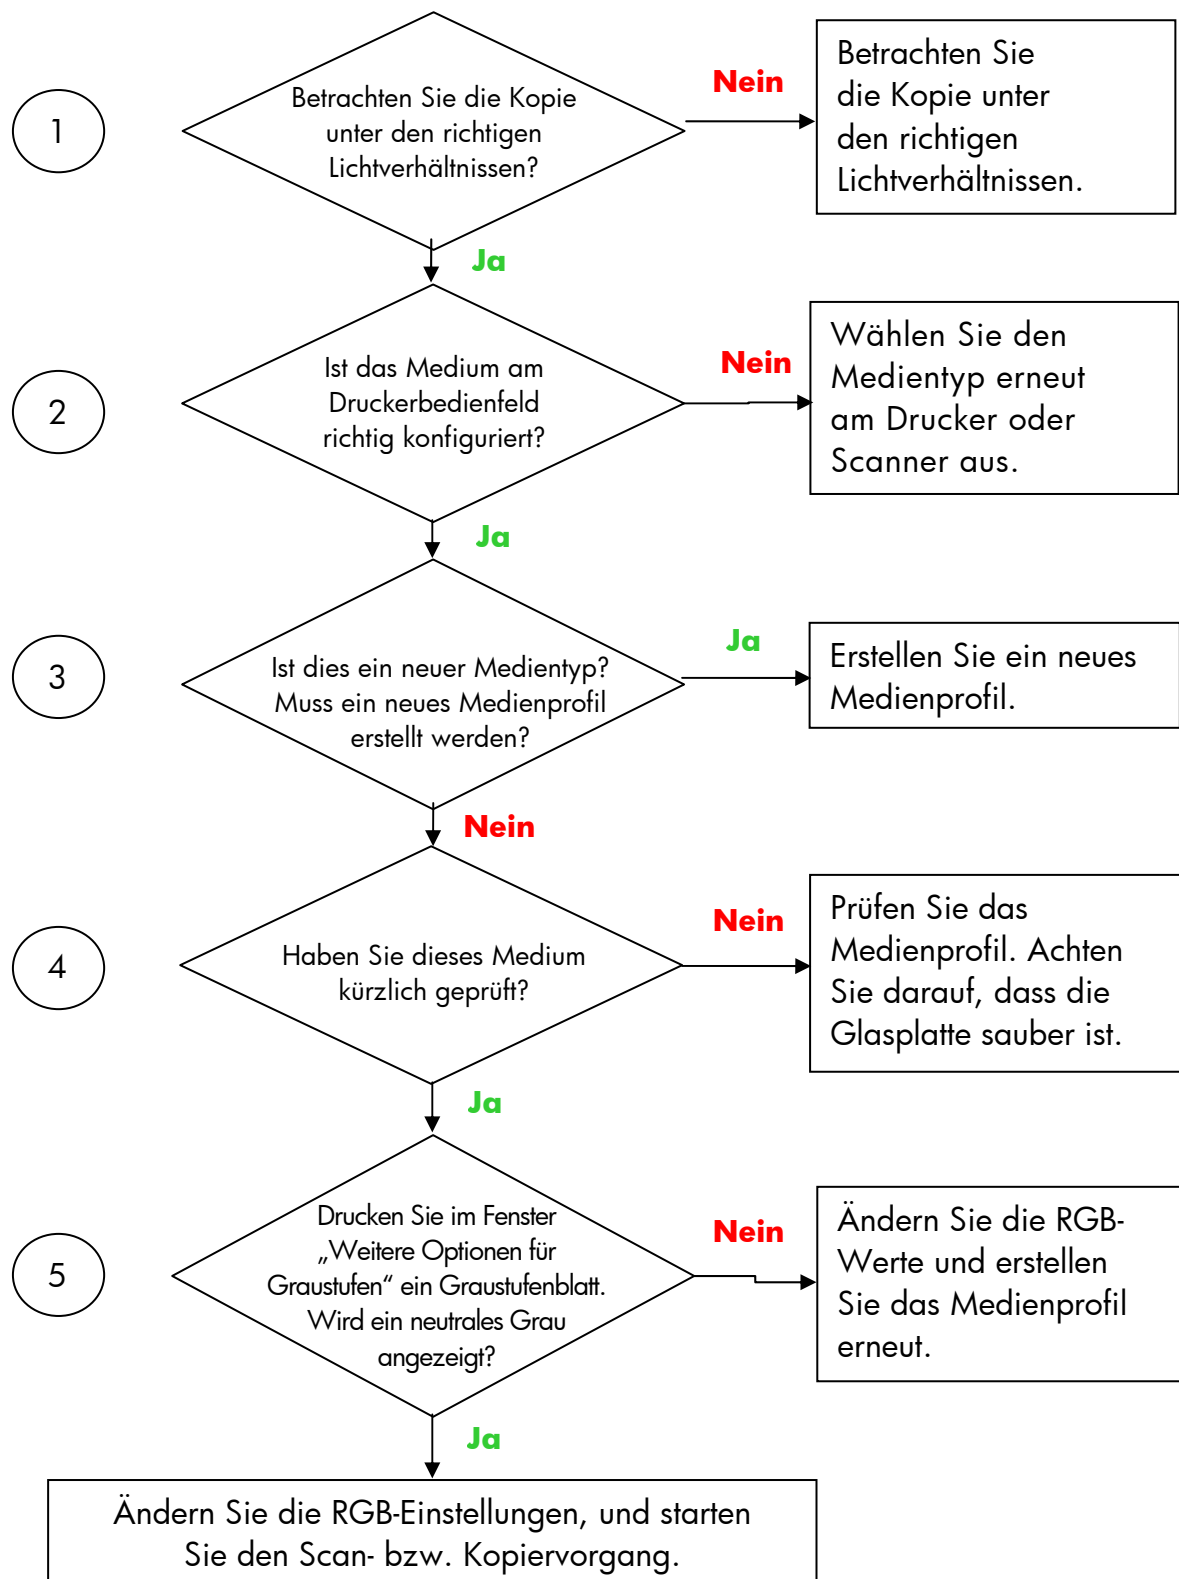 1
Betrachten Sie die Kopie
unter den richtigen
Lichtverhältnissen?
Nein
Betrachten Sie
die Kopie unter
den richtigen
Lichtverhältnissen.
Ja
2
Ist das Medium am
Druckerbedienfeld
richtig konfiguriert?
Nein
Wählen Sie den
Medientyp erneut
am Drucker oder
Scanner aus.
Ja
3
Ist dies ein neuer Medientyp?
Muss ein neues Medienprofil
erstellt werden?
Ja
Erstellen Sie ein neues
Medienprofil.
Nein
4
Haben Sie dieses Medium
kürzlich geprüft?
Nein
Prüfen Sie das
Medienprofil. Achten
Sie darauf, dass die
Glasplatte sauber ist.
Ja
5
Drucken Sie im Fenster
„Weitere Optionen für
Graustufen“ ein Graustufenblatt.
Wird ein neutrales Grau
angezeigt?
Nein
Ändern Sie die RGB-
Werte und erstellen
Sie das Medienprofil
erneut.
Ja
Ändern Sie die RGB-Einstellungen, und starten
Sie den Scan- bzw. Kopiervorgang.